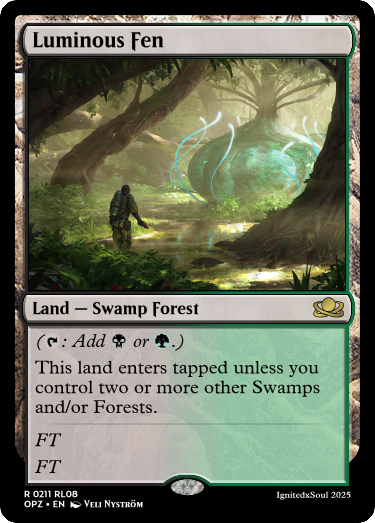 Luminous Fen
Land — Swamp Forest
(T: Add B or G.)
This land enters tapped unless you
control two or more other Swamps
and/or Forests.
FT
FT
R 0211 RL08
OPZ • EN Veli Nyström
IgnitedxSoul 2025